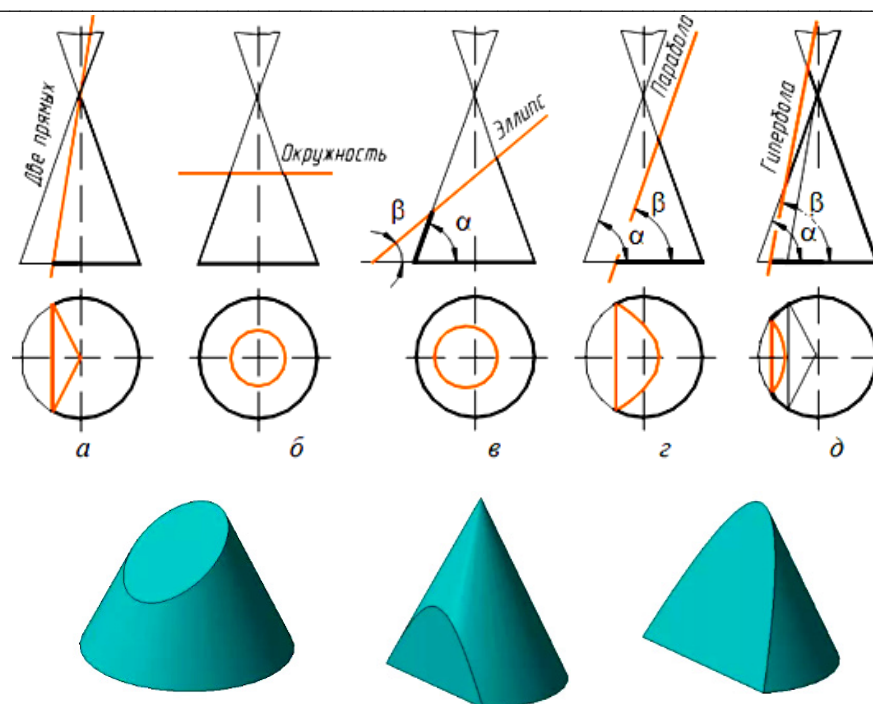 Две прямых
Окружность
Эллипс
β
α
Парабола
β
α
Гипербола
β
α
а
б
в
г
д